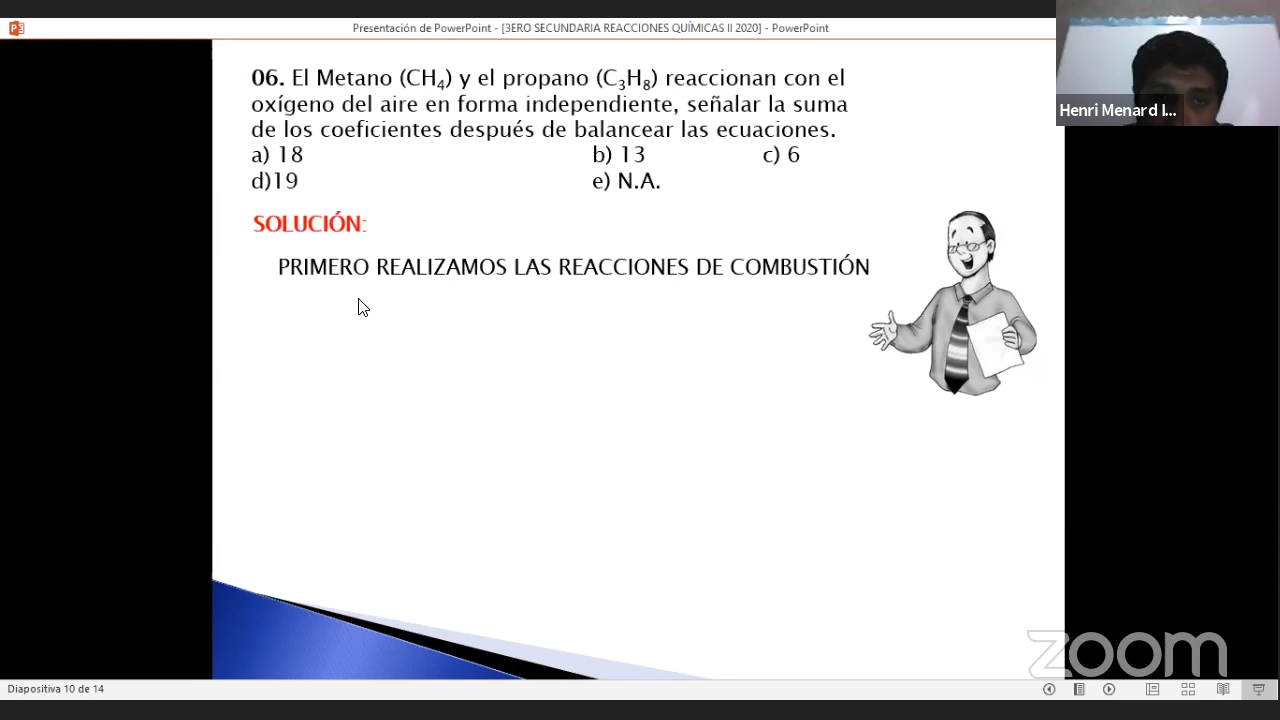 Presentación de PowerPoint - [3ERO SECUNDARIA REACCIONES QUÍMICAS II 2020] - PowerPoint
Henri Menard I...
06. El Metano (CH₄) y el propano (C₃H₈) reaccionan con el
oxígeno del aire en forma independiente, señalar la suma
de los coeficientes después de balancear las ecuaciones.
a) 18 b) 13 c) 6
d)19 e) N.A.
SOLUCIÓN:
PRIMERO REALIZAMOS LAS REACCIONES DE COMBUSTIÓN
zoom
Diapositiva 10 de 14